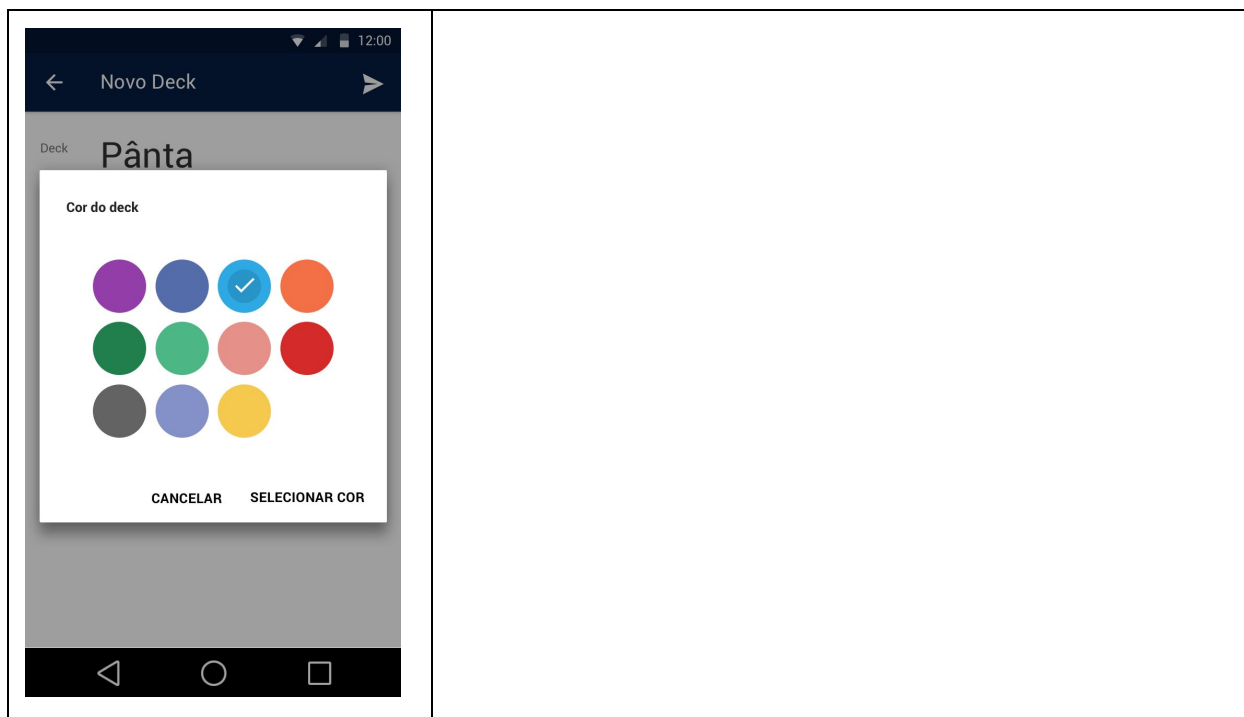 12:00
Novo Deck
Deck Pânta
Cor do deck
CANCELAR SELECIONAR COR